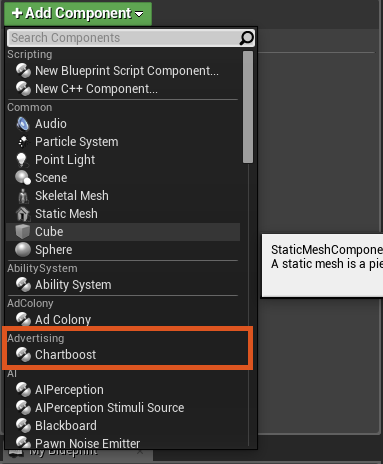 + Add Component
Search Components
Scripting
New Blueprint Script Component...
New C++ Component...
Common
Audio
Particle System
Point Light
Scene
Skeletal Mesh
Static Mesh
Cube
Sphere
StaticMeshCompone
A static mesh is a pie
AbilitySystem
Ability System
AdColony
Ad Colony
Advertising
Chartboost
AI
AIPerception
AIPerception Stimuli Source
Blackboard
Pawn Noise Emitter
My Blueprint